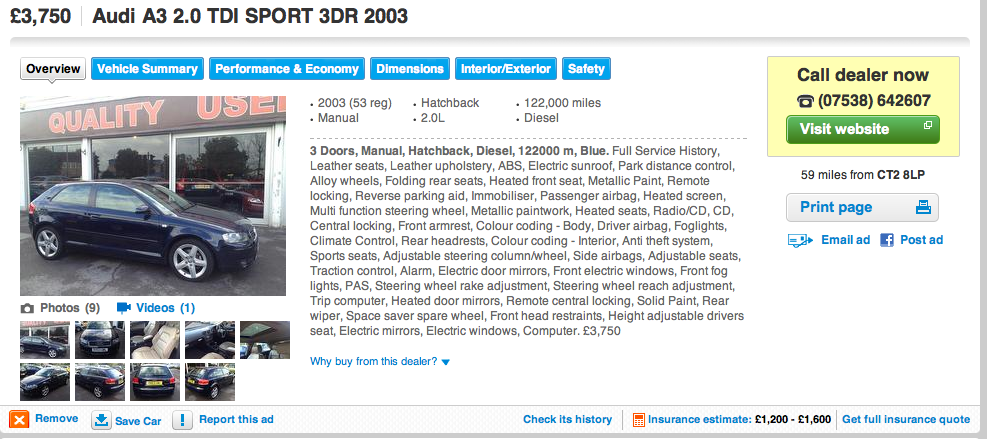 £3,750 Audi A3 2.0 TDI SPORT 3DR 2003
Overview Vehicle Summary Performance & Economy Dimensions Interior/Exterior Safety
QUALITY USE
• 2003 (53 reg) • Hatchback • 122,000 miles
• Manual • 2.0L • Diesel
3 Doors, Manual, Hatchback, Diesel, 122000 m, Blue. Full Service History,
Leather seats, Leather upholstery, ABS, Electric sunroof, Park distance control,
Alloy wheels, Folding rear seats, Heated front seat, Metallic Paint, Remote
locking, Reverse parking aid, Immobiliser, Passenger airbag, Heated screen,
Multi function steering wheel, Metallic paintwork, Heated seats, Radio/CD, CD,
Central locking, Front armrest, Colour coding - Body, Driver airbag, Foglights,
Climate Control, Rear headrests, Colour coding - Interior, Anti theft system,
Sports seats, Adjustable steering column/wheel, Side airbags, Adjustable seats,
Traction control, Alarm, Electric door mirrors, Front electric windows, Front fog
lights, PAS, Steering wheel rake adjustment, Steering wheel reach adjustment,
Trip computer, Heated door mirrors, Remote central locking, Solid Paint, Rear
wiper, Space saver spare wheel, Front head restraints, Height adjustable drivers
seat, Electric mirrors, Electric windows, Computer. £3,750
Why buy from this dealer?
Call dealer now
(07538) 642607
Visit website
59 miles from CT2 8LP
Print page
Email ad Post ad
Photos (9) Videos (1)
Remove Save Car Report this ad Check its history Insurance estimate: £1,200 - £1,600 Get full insurance quote